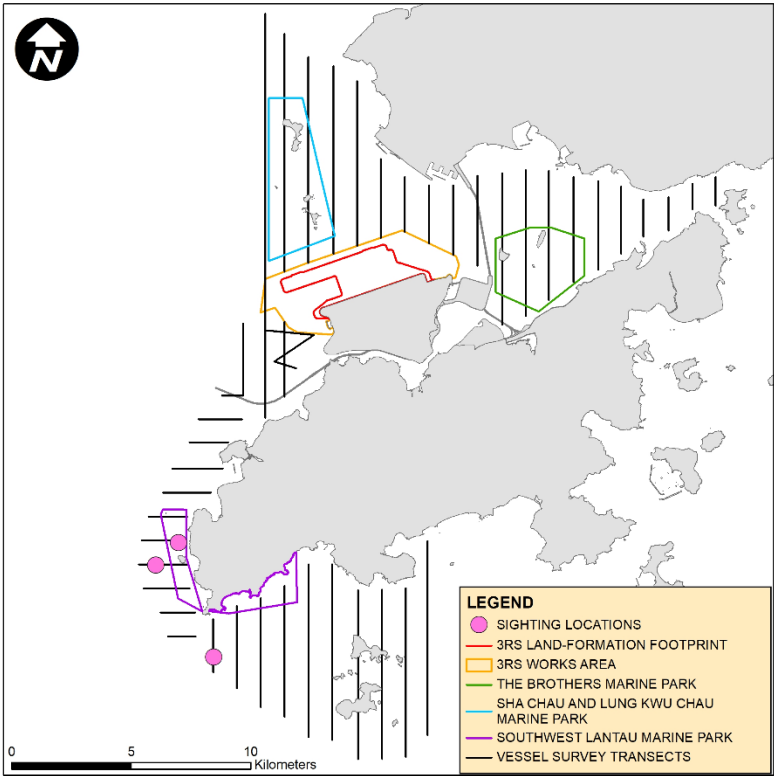 N
LEGEND
SIGHTING LOCATIONS
3RS LAND-FORMATION FOOTPRINT
3RS WORKS AREA
THE BROTHERS MARINE PARK
SHA CHAU AND LUNG KWU CHAU
MARINE PARK
SOUTHWEST LANTAU MARINE PARK
VESSEL SURVEY TRANSECTS
0 5 10
Kilometers